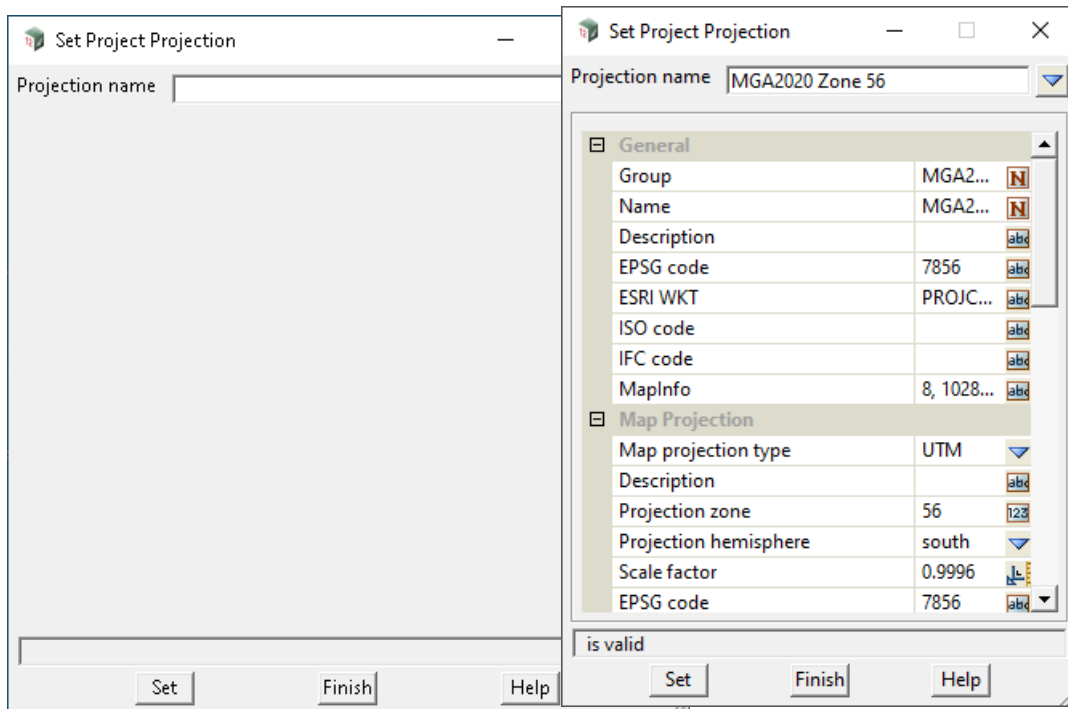 Set Project Projection
Projection name
Set Finish Help
Set Project Projection
Projection name MGA2020 Zone 56
General
Group MGA2...
Name MGA2...
Description
EPSG code 7856
ESRI WKT PROJC...
ISO code
IFC code
MapInfo 8, 1028...
Map Projection
Map projection type UTM
Description
Projection zone 56
Projection hemisphere south
Scale factor 0.9996
EPSG code 7856
is valid
Set Finish Help